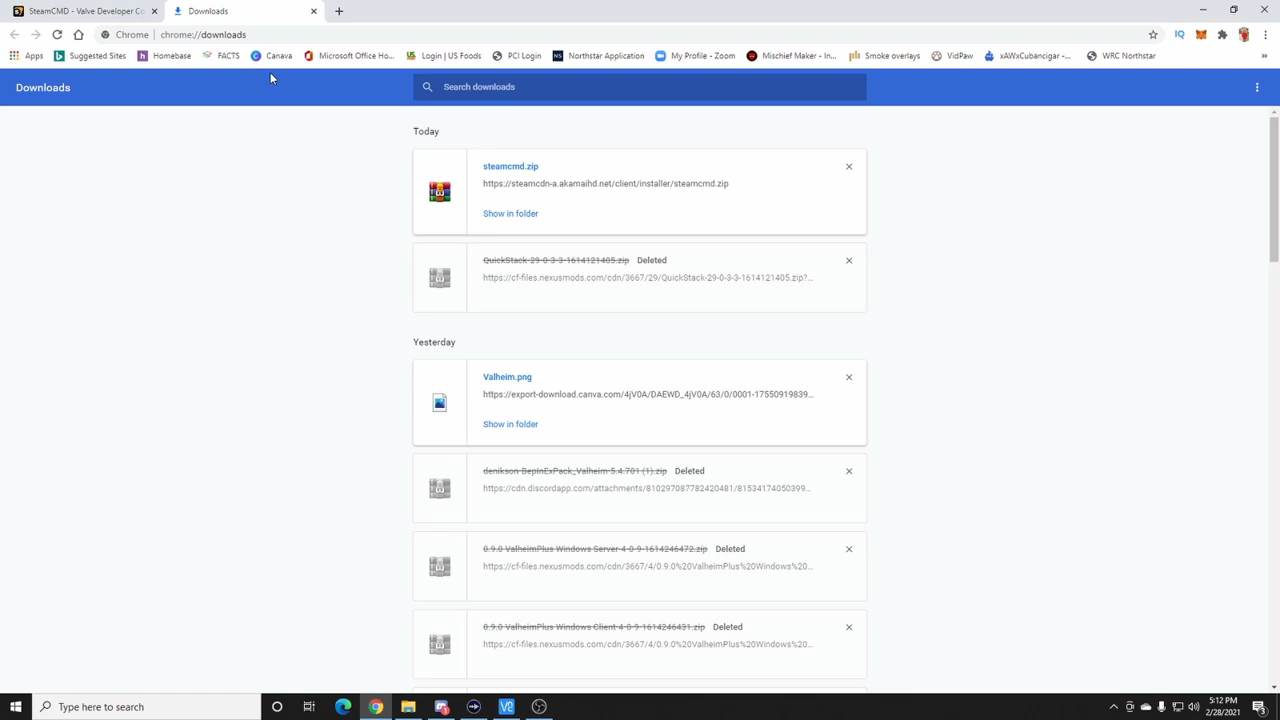 SteamCMD - Valve Developer Co
Downloads
Chrome
chrome://downloads
Apps
Suggested Sites
Homebase
FACTS
Canava
Microsoft Office Ho...
Login | US Foods
PCI Login
Northstar Application
My Profile - Zoom
Mischief Maker - In...
Smoke overlays
VidPaw
xAWxCubancigar -...
WRC Northstar
»
Downloads
Search downloads
Today
steamcmd.zip
https://steamcdn-a.akamaihd.net/client/installer/steamcmd.zip
Show in folder
QuickStack-29-0-3-3-1614121405.zip Deleted
https://cf-files.nexusmods.com/cdn/3667/29/QuickStack-29-0-3-3-1614121405.zip?...
Yesterday
Valheim.png
https://export-download.canva.com/4jV0A/DAEWD_4jV0A/63/0/0001-17550919839...
Show in folder
denikson-BepInExPack_Valheim-5.4.701 (1).zip Deleted
https://cdn.discordapp.com/attachments/810297087782420481/81534174050399...
0.9.0 ValheimPlus Windows Server-4-0-9-1614246472.zip Deleted
https://cf-files.nexusmods.com/cdn/3667/4/0.9.0%20ValheimPlus%20Windows%20...
0.9.0 ValheimPlus Windows Client-4-0-9-1614246431.zip Deleted
https://cf-files.nexusmods.com/cdn/3667/4/0.9.0%20ValheimPlus%20Windows%20...
Type here to search
5:12 PM
2/28/2021